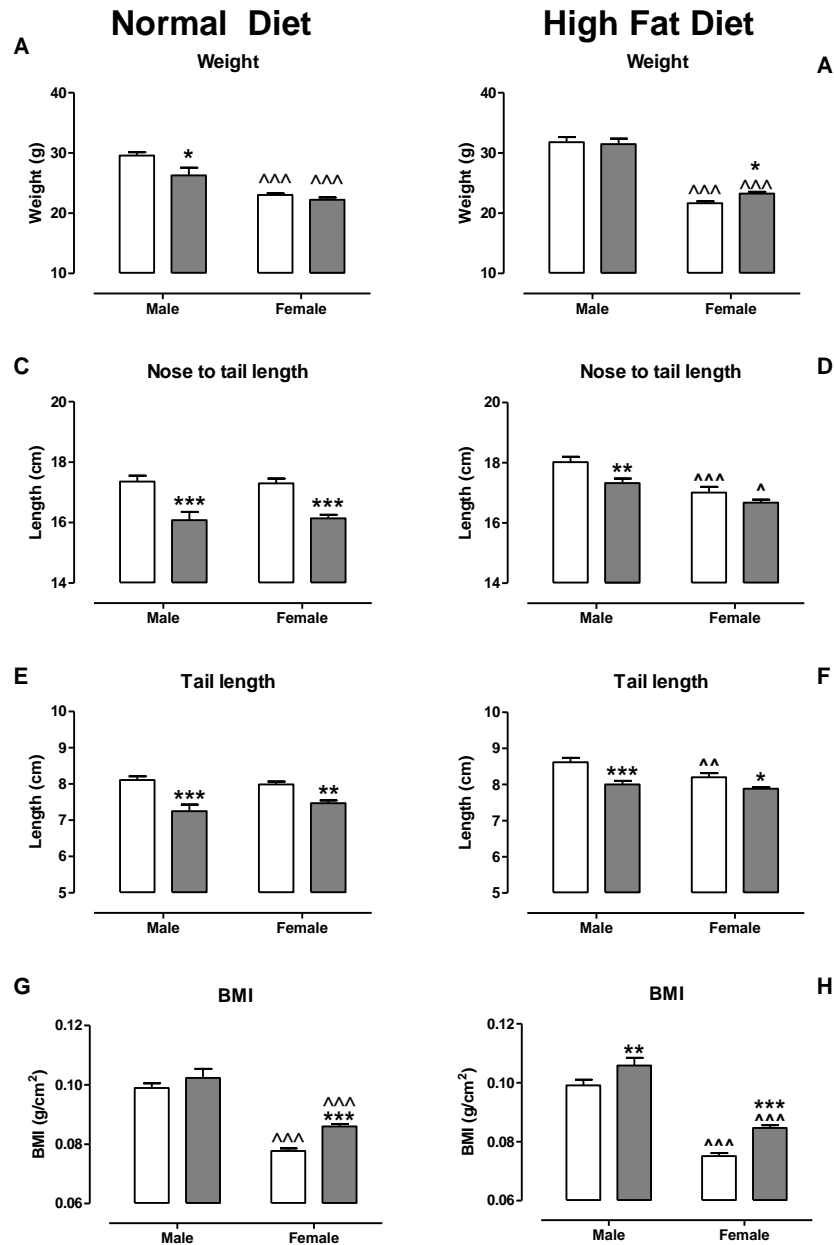 Normal Diet
High Fat Diet
A
Weight
Weight
A
Weight (g)
40
30
20
10
*
^^^
^^^
Male
Female
Weight (g)
40
30
20
10
^^^
*
^^^
Male
Female
C
Nose to tail length
Length (cm)
20
18
16
14
***
***
Male
Female
Nose to tail length
D
Length (cm)
20
18
16
14
**
^^^
^
Male
Female
E
Tail length
Length (cm)
10
9
8
7
6
5
***
**
Male
Female
Tail length
F
Length (cm)
10
9
8
7
6
5
***
^^
*
Male
Female
G
BMI
BMI (g/cm²)
0.12
0.10
0.08
0.06
^^^
^^^
***
Male
Female
BMI
H
BMI (g/cm²)
0.12
0.10
0.08
0.06
**
^^^
***
^^^
Male
Female